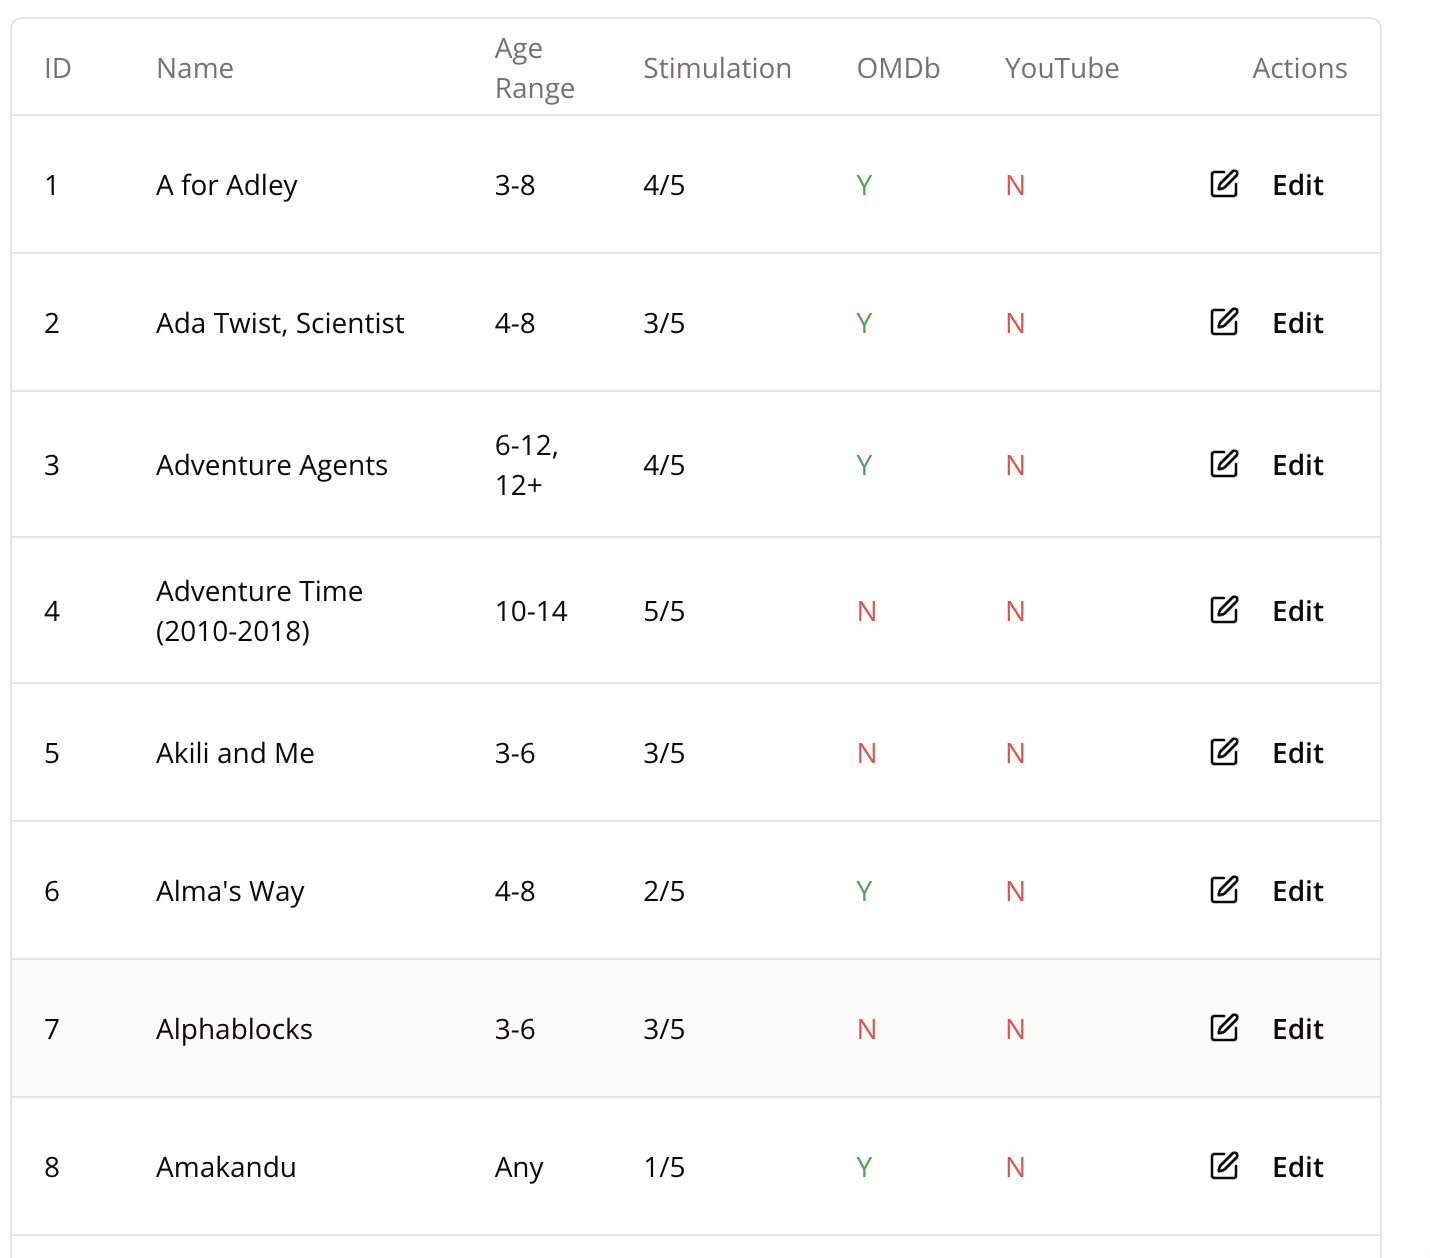 ID Name Age Range Stimulation OMDb YouTube Actions
1 A for Adley 3-8 4/5 Y N Edit
2 Ada Twist, Scientist 4-8 3/5 Y N Edit
3 Adventure Agents 6-12, 12+ 4/5 Y N Edit
4 Adventure Time (2010-2018) 10-14 5/5 N N Edit
5 Akili and Me 3-6 3/5 N N Edit
6 Alma's Way 4-8 2/5 Y N Edit
7 Alphablocks 3-6 3/5 N N Edit
8 Amakandu Any 1/5 Y N Edit